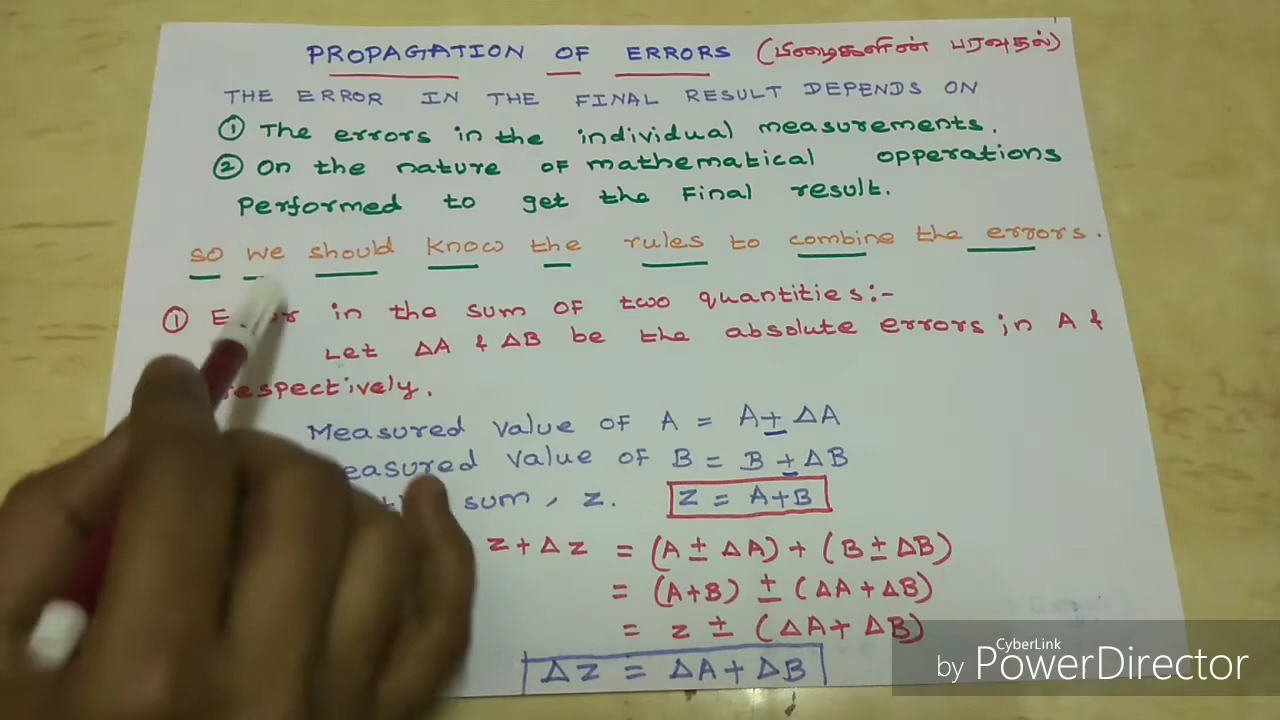 PROPAGATION OF ERRORS (பிழைகளின் பரவுதல்)
THE ERROR IN THE FINAL RESULT DEPENDS ON
① The errors in the individual measurements.
② On the nature of mathematical opperations
Performed to get the Final result.
so we should know the rules to combine the errors.
① in the sum of two quantities:-
Let ΔA & ΔB be the absolute errors in A &
respectively.
Measured value of A = A ± ΔA
value of B = B ± ΔB
sum, Z. Z = A+B
Z + ΔZ = (A ± ΔA) + (B ± ΔB)
= (A+B) ± (ΔA + ΔB)
= Z ± (ΔA + ΔB)
ΔZ = ΔA + ΔB
CyberLink
by PowerDirector